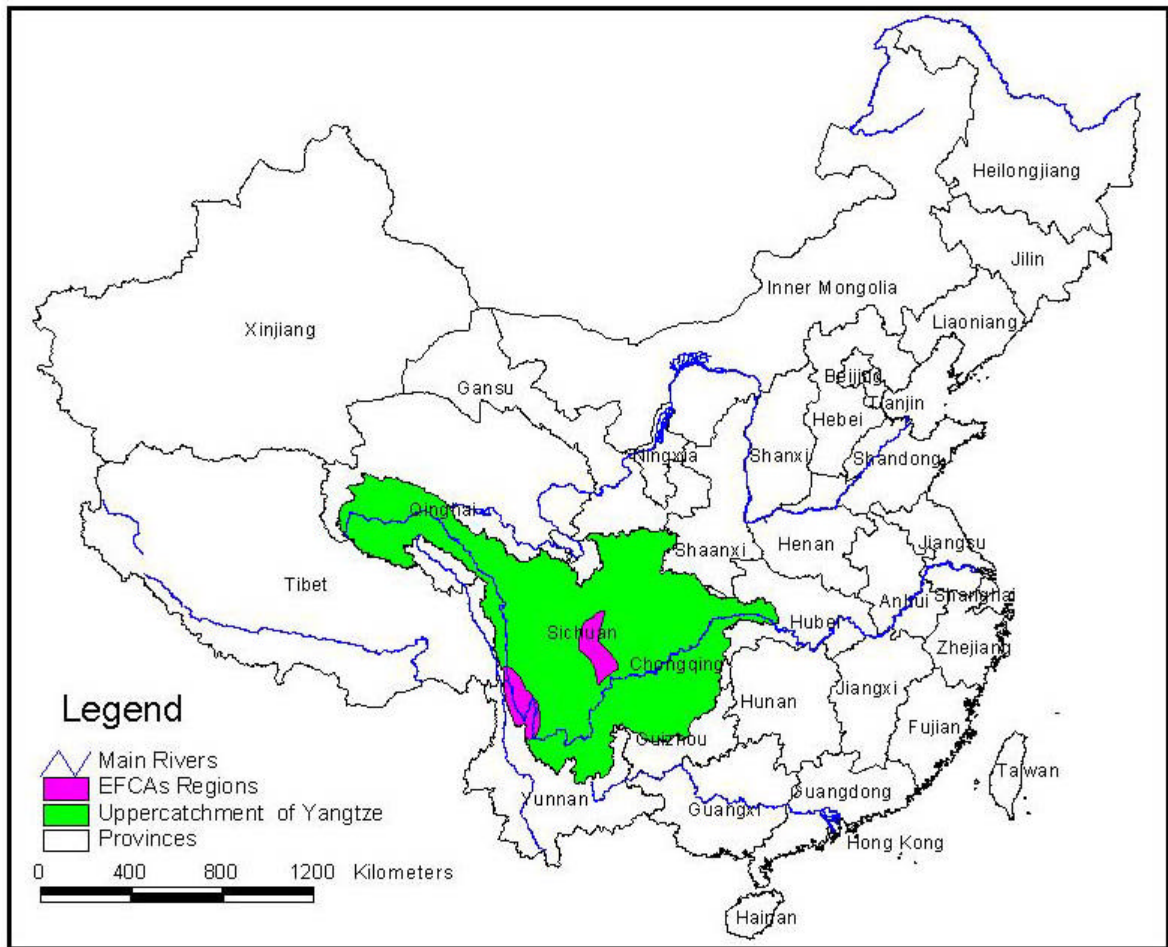 Heilongjiang
Jilin
Inner Mongolia
Liaoniang
Xinjiang
Beijing
Gansu
Tianjin
Hebei
Ningxia
Shanxi
Shandong
Qinghai
Shaanxi
Henan
Jiangsu
Tibet
Anhui
Shanghai
Sichuan
Hubei
Chongqing
Zhejiang
Hunan
Jiangxi
Fujian
Guizhou
Taiwan
Yunnan
Guangxi
Guangdong
Hong Kong
Hainan
Legend
Main Rivers
EFCAs Regions
Uppercatchment of Yangtze
Provinces
0 400 800 1200 Kilometers